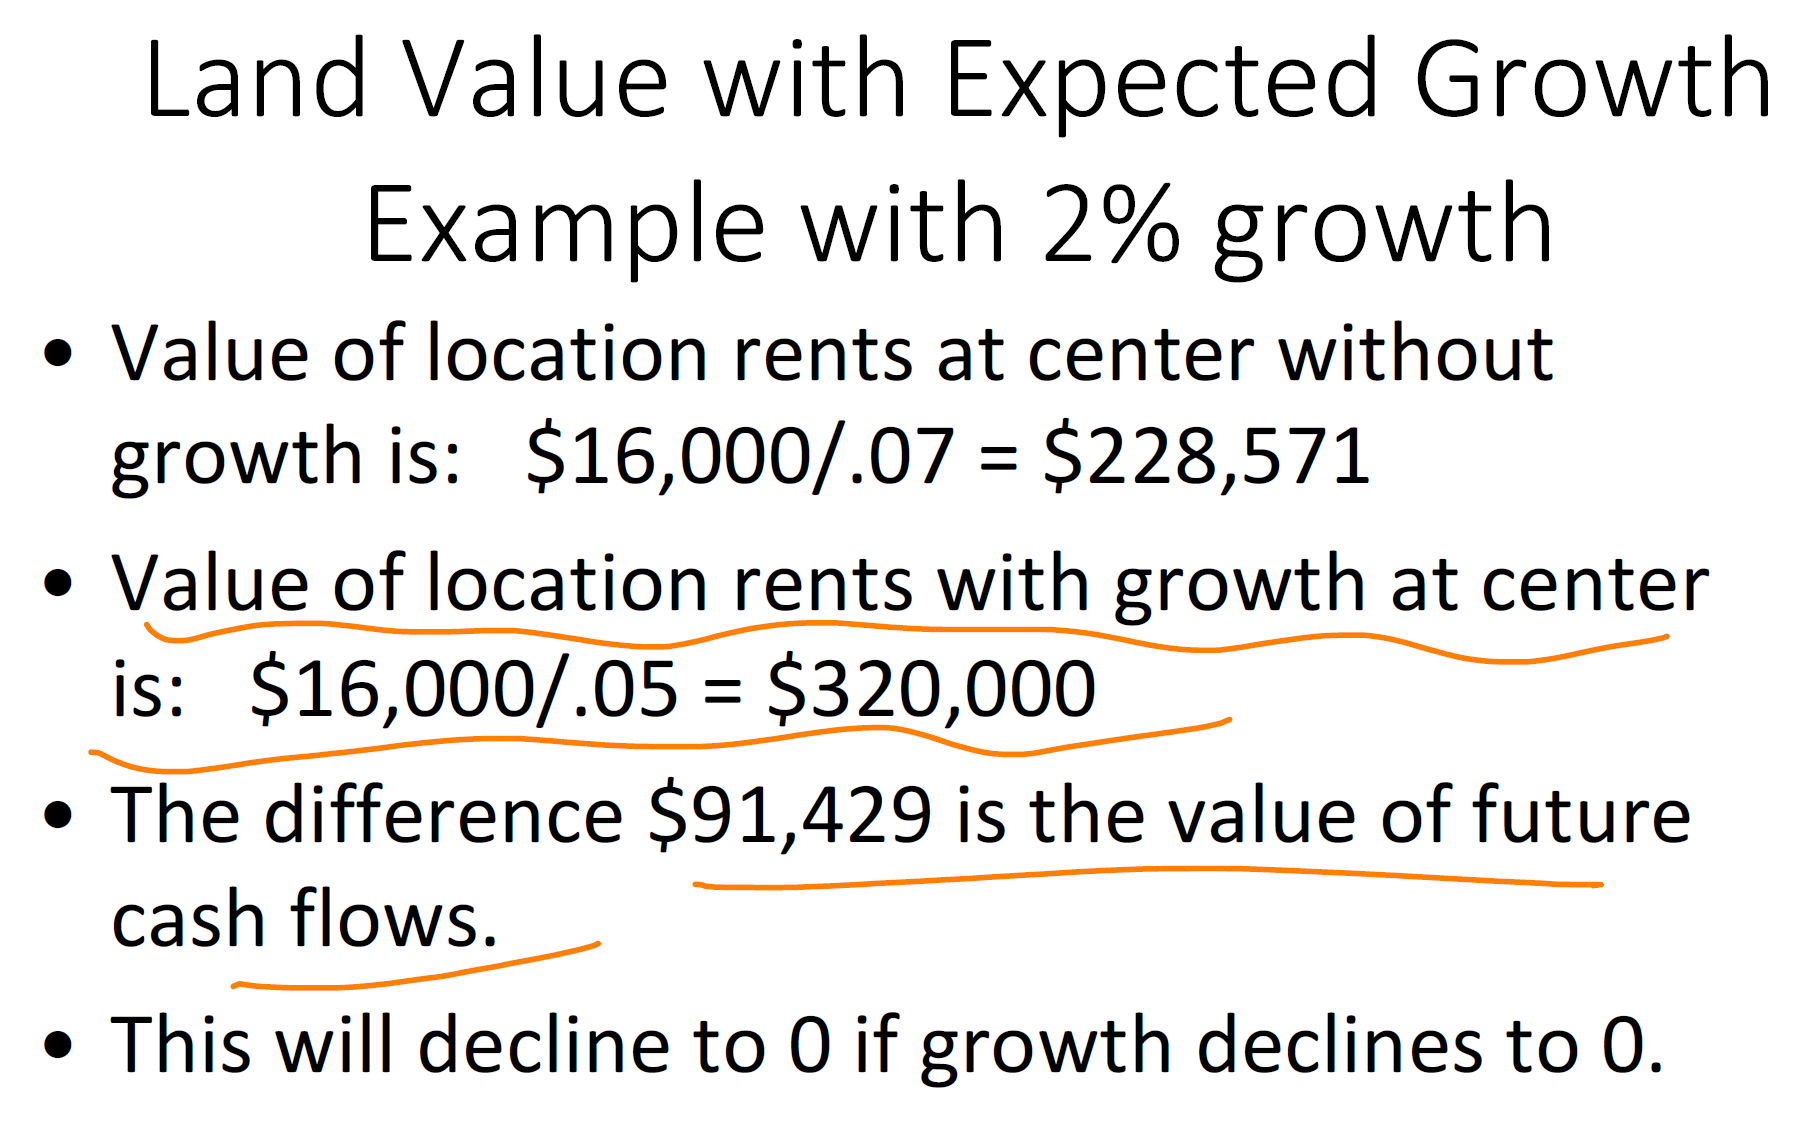 Land Value with Expected Growth
Example with 2% growth
• Value of location rents at center without
growth is: $16,000/.07 = $228,571
• Value of location rents with growth at center
is: $16,000/.05 = $320,000
• The difference $91,429 is the value of future
cash flows.
• This will decline to 0 if growth declines to 0.